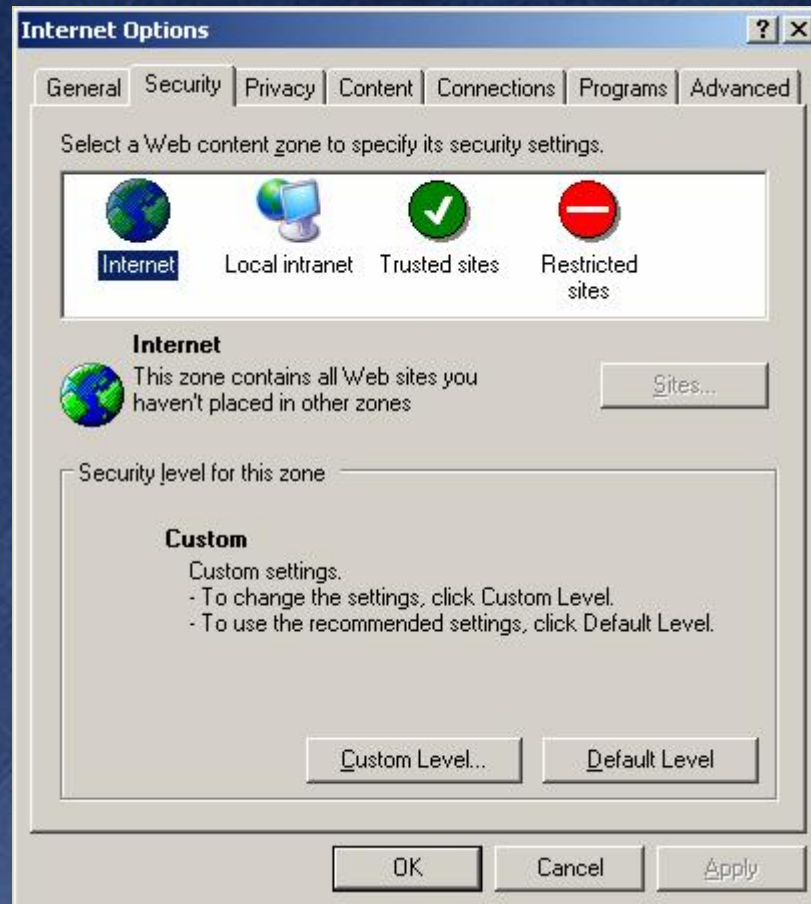 Internet Options
?
General Security Privacy Content Connections Programs Advanced
Select a Web content zone to specify its security settings.
Internet Local intranet Trusted sites Restricted
sites
Internet
This zone contains all Web sites you
haven't placed in other zones
Sites...
Security level for this zone
Custom
Custom settings.
- To change the settings, click Custom Level.
- To use the recommended settings, click Default Level.
Custom Level... Default Level
OK Cancel Apply